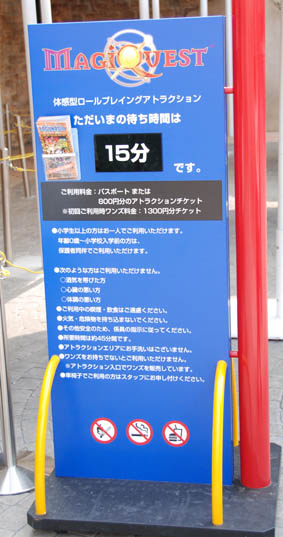 MAGIQUEST
体感型ロールプレイングアトラクション
ただいまの待ち時間は
15分
です。
ご利用料金：パスポート または
800円分のアトラクションチケット
※初回ご利用時ワンズ料金：1300円分チケット
●小学生以上の方はお一人でご利用いただけます。
年齢0歳～小学校入学前の方は、
保護者同伴でご利用いただけます。
●次のような方はご利用いただけません。
○酒気を帯びた方
○心臓の悪い方
○体調の悪い方
●ご利用中の喫煙・飲食はご遠慮ください。
●火気・危険物を持ち込まないでください。
●その他安全のため、係員の指示に従ってください。
●所要時間は約45分間です。
●アトラクションエリアにお手洗いはございません。
●ワンズをお持ちでないとご利用いただけません。
※アトラクション入口でワンズを販売しています。
●車椅子でご利用の方はスタッフにお申し付けください。